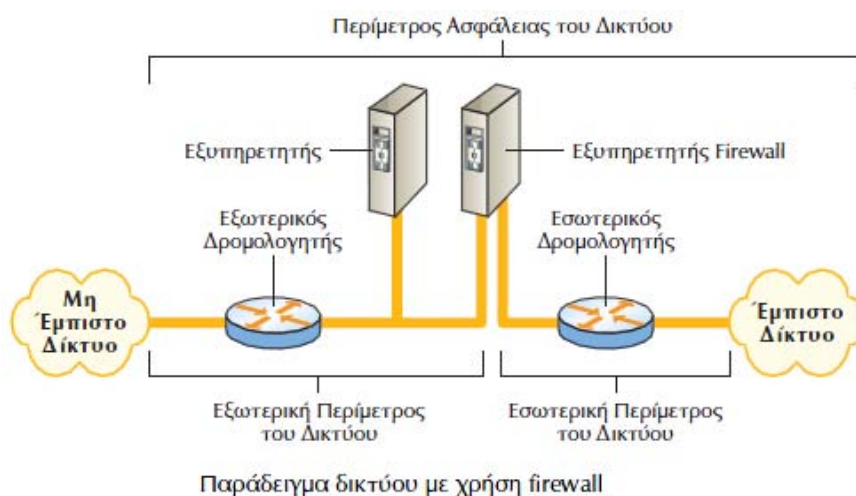 Περίμετρος Ασφάλειας του Δικτύου
Εξυπηρετητής
Εξυπηρετητής Firewall
Εξωτερικός
Δρομολογητής
Εσωτερικός
Δρομολογητής
Μη
Έμπιστο
Δίκτυο
Έμπιστο
Δίκτυο
Εξωτερική Περίμετρος
του Δικτύου
Εσωτερική Περίμετρος
του Δικτύου
Παράδειγμα δικτύου με χρήση firewall